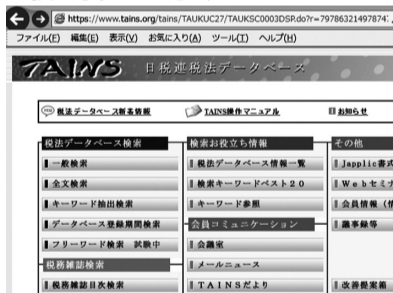 https://www.tains.org/tains/TAUKUC27/TAUKSC0003DSP.do?r=79786321497874
ファイル(F) 編集(E) 表示(V) お気に入り(A) ツール(T) ヘルプ(H)
TAINS 日税連税法データベース
税法データベース新着情報 TAINS操作マニュアル お知らせ
税法データベース検索
一般検索
全文検索
キーワード抽出検索
データベース登録期間検索
フリーワード検索 試験中
税務雑誌検索
税務雑誌目次検索
検索お役立ち情報
税法データベース情報一覧
検索キーワードベスト20
キーワード参照
会員コミュニケーション
会議室
メールニュース
TAINSだより
その他
Japplic書式
Webセミナ
会員情報(情
議事録等
改善提案箱